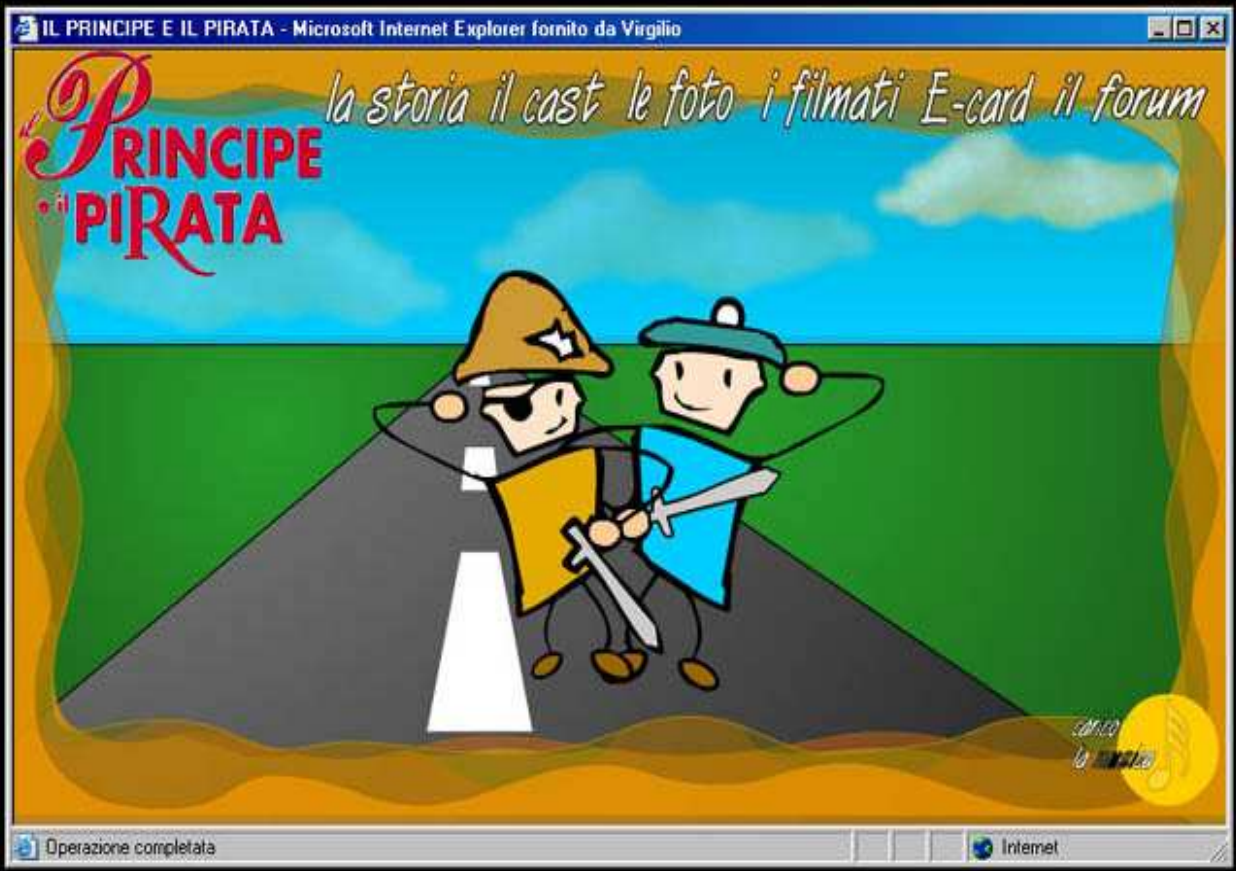 IL PRINCIPE E IL PIRATA - Microsoft Internet Explorer fornito da Virgilio
la storia il cast le foto i filmati E-card il forum
il PRINCIPE
e il PIRATA
carico
la musica
Operazione completata
Internet